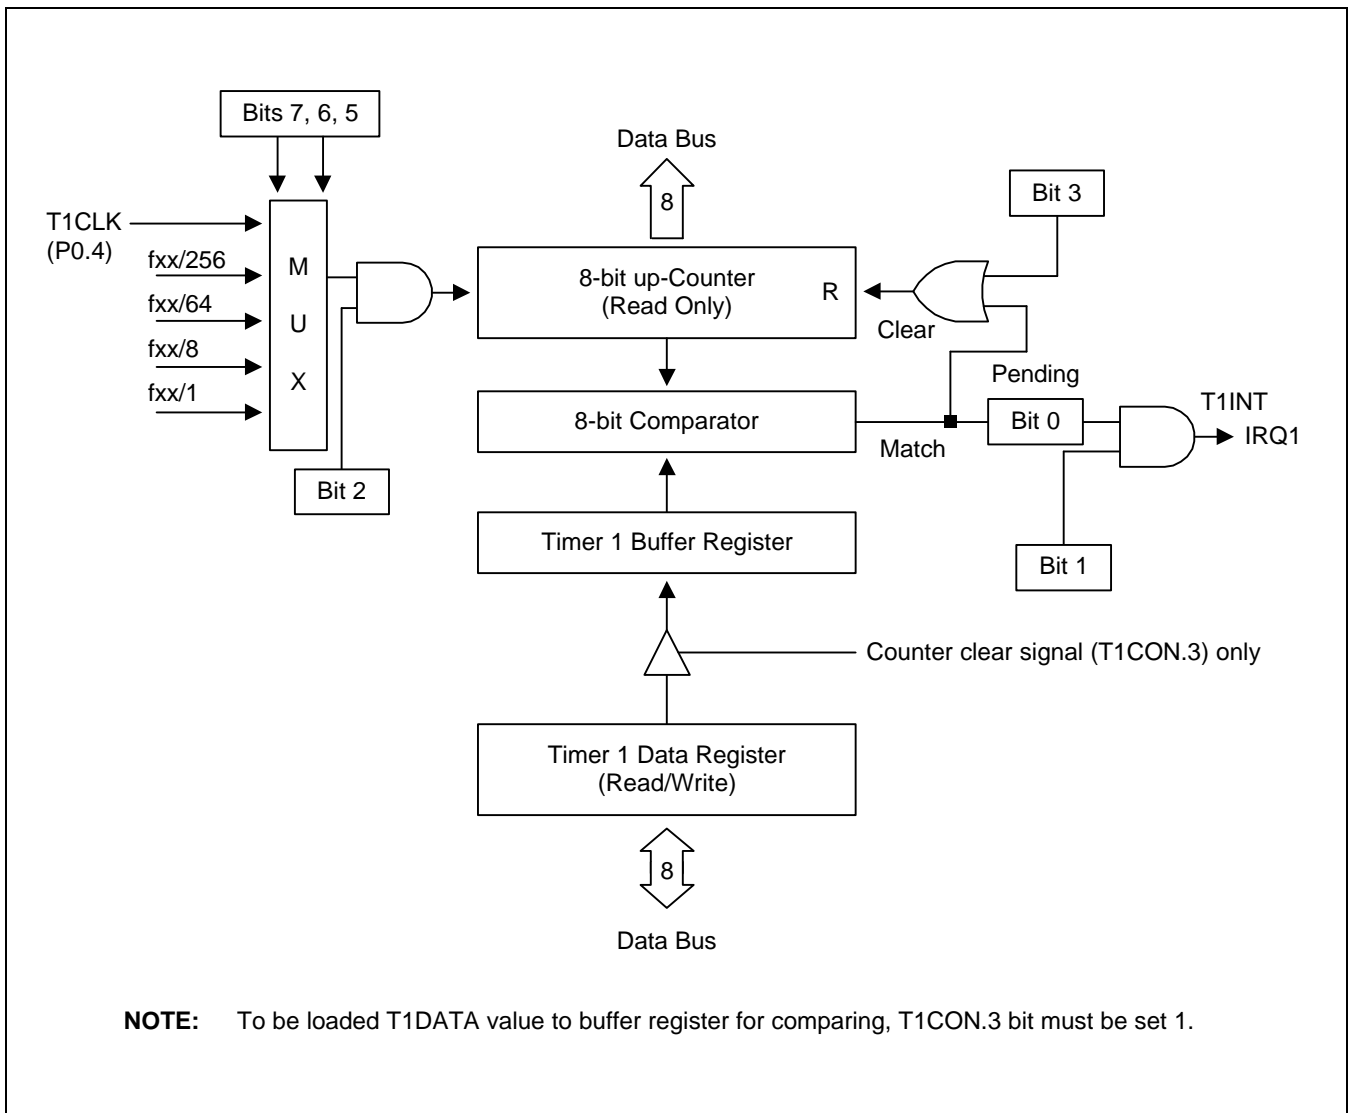 Bits 7, 6, 5
Data Bus
8
Bit 3
T1CLK
(P0.4)
fxx/256
fxx/64
fxx/8
fxx/1
M
U
X
8-bit up-Counter
(Read Only)
R
Clear
Pending
8-bit Comparator
Match
Bit 0
T1INT
IRQ1
Bit 2
Timer 1 Buffer Register
Bit 1
Counter clear signal (T1CON.3) only
Timer 1 Data Register
(Read/Write)
8
Data Bus
NOTE: To be loaded T1DATA value to buffer register for comparing, T1CON.3 bit must be set 1.